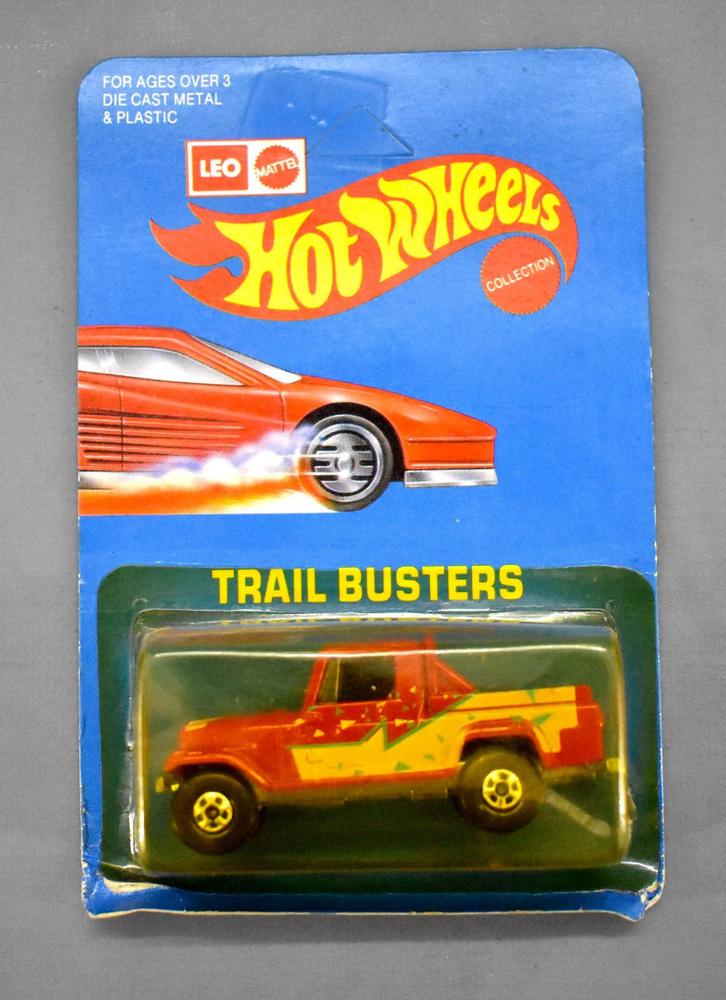 FOR AGES OVER 3
DIE CAST METAL
& PLASTIC
LEO
MATTEL
Hot Wheels
COLLECTION
TRAIL BUSTERS